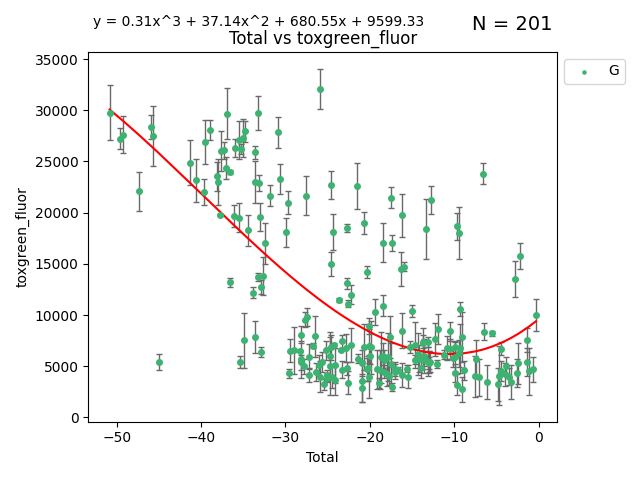 y = 0.31x^3 + 37.14x^2 + 680.55x + 9599.33
N = 201
Total vs toxgreen_fluor
G
35000
30000
25000
20000
15000
10000
5000
0
toxgreen_fluor
−50 −40 −30 −20 −10 0
Total